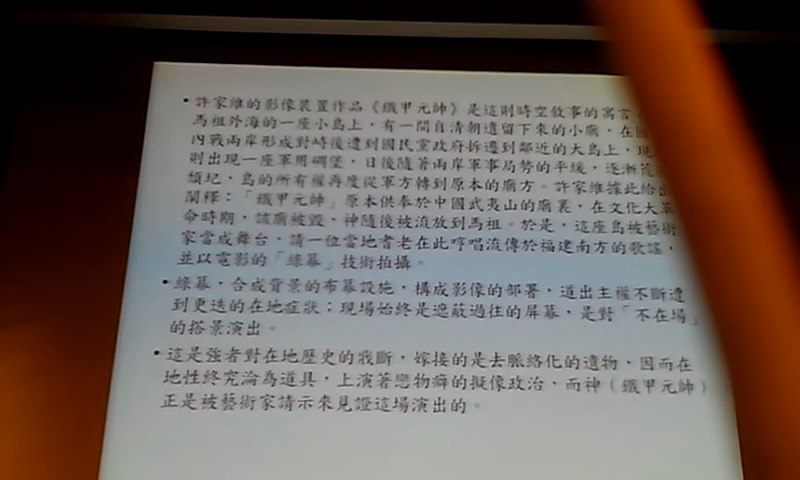 • 許家維的影像裝置作品《鐵甲元帥》是這則時空敘事的寓言
馬祖外海的一座小島上，有一間自清朝遺留下來的小廟，在國
內戰兩岸形成對峙後遭到國民黨政府拆遷到鄰近的大島上，現
則出現一座軍用碉堡，日後隨著兩岸軍事局勢的平緩，逐漸荒
頹圮，島的所有權再度從軍方轉到原本的廟方。許家維據此給出
闡釋：「鐵甲元帥」原本供奉於中國武夷山的廟裏，在文化大革
命時期，該廟被毀，神隨後被流放到馬祖。於是，這座島被藝術
家當成舞台，請一位當地耆老在此哼唱流傳於福建南方的歌謠，
並以電影的「綠幕」技術拍攝。
• 綠幕，合成背景的布幕設施，構成影像的部署，道出主權不斷遭
到更迭的在地症狀；現場始終是遮蔽過往的屏幕，是對「不在場」
的搭景演出。
• 這是強者對在地歷史的戕斷，嫁接的是去脈絡化的遺物，因而在
地性終究淪為道具，上演著戀物癖的擬像政治，而神（鐵甲元帥）
正是被藝術家請示來見證這場演出的。